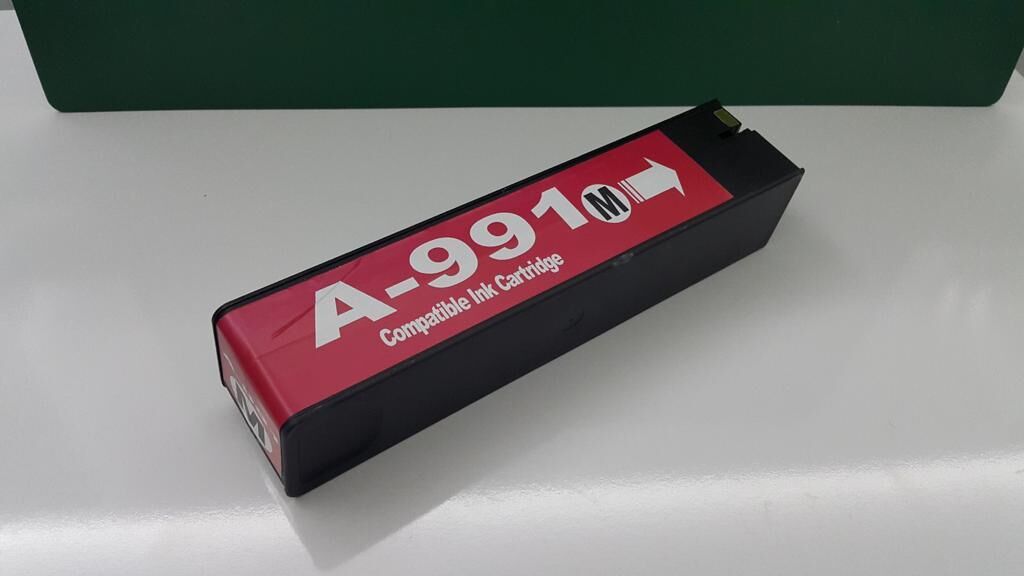 A-991 M
Compatible Ink Cartridge
M